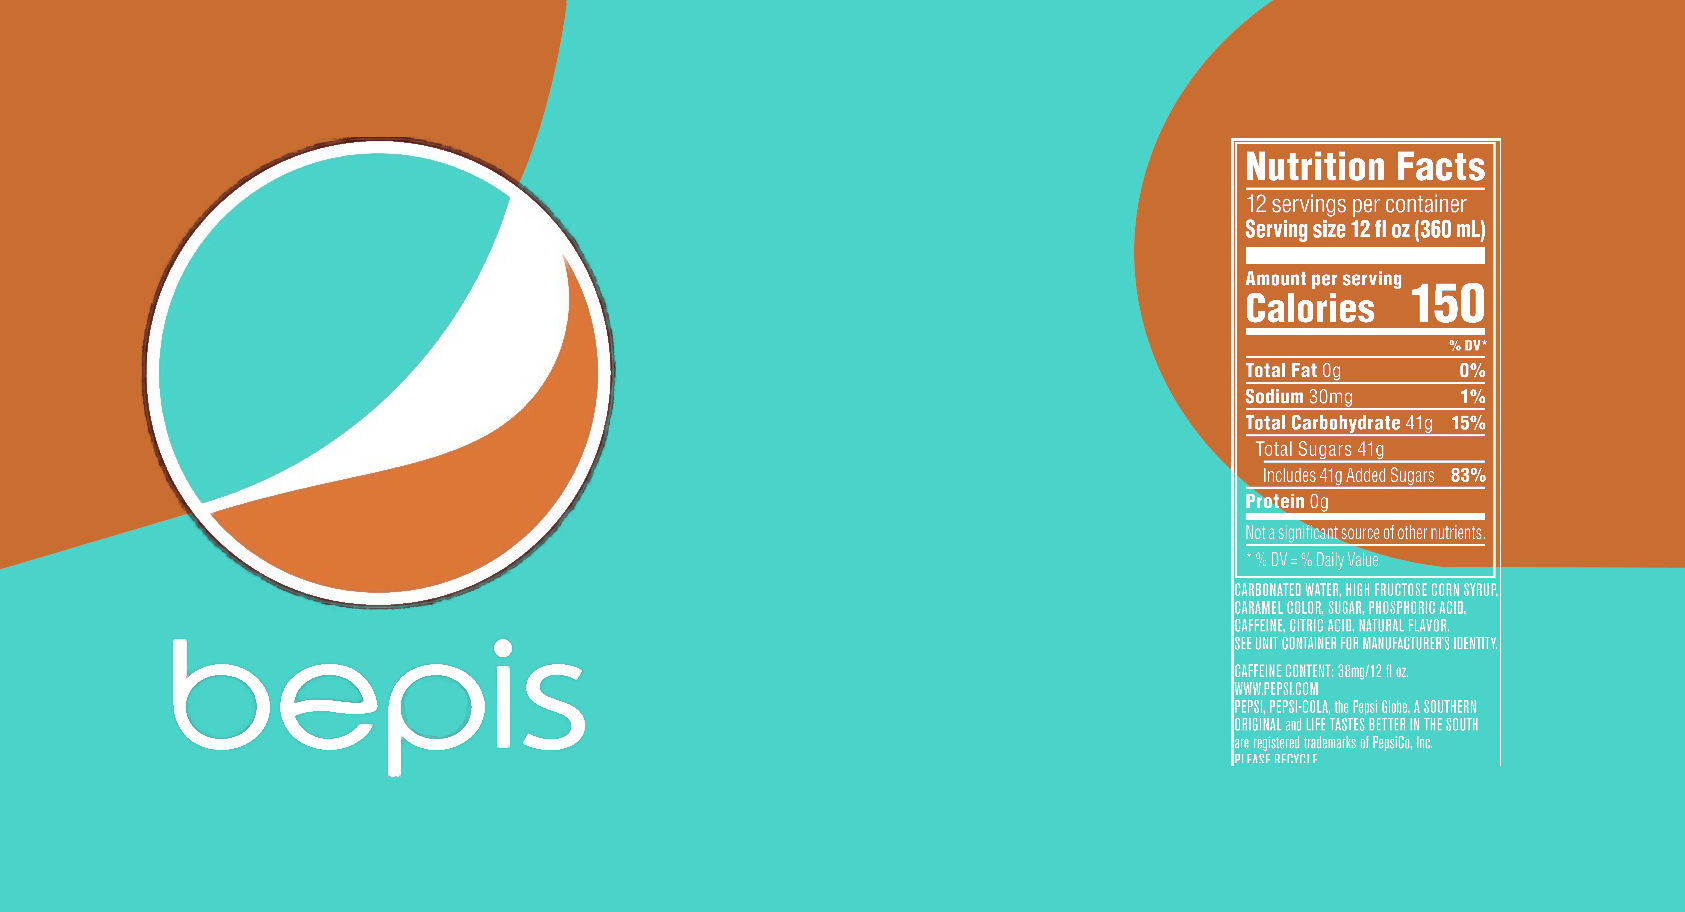 bepis
Nutrition Facts
12 servings per container
Serving size 12 fl oz (360 mL)
Amount per serving
Calories 150
% DV*
Total Fat 0g 0%
Sodium 30mg 1%
Total Carbohydrate 41g 15%
Total Sugars 41g
Includes 41g Added Sugars 83%
Protein 0g
Not a significant source of other nutrients.
* % DV = % Daily Value
CARBONATED WATER, HIGH FRUCTOSE CORN SYRUP,
CARAMEL COLOR, SUGAR, PHOSPHORIC ACID,
CAFFEINE, CITRIC ACID, NATURAL FLAVOR.
SEE UNIT CONTAINER FOR MANUFACTURER'S IDENTITY.
CAFFEINE CONTENT: 38mg/12 fl oz.
WWW.PEPSI.COM
PEPSI, PEPSI-COLA, the Pepsi Globe, A SOUTHERN
ORIGINAL and LIFE TASTES BETTER IN THE SOUTH
are registered trademarks of PepsiCo, Inc.
PLEASE RECYCLE